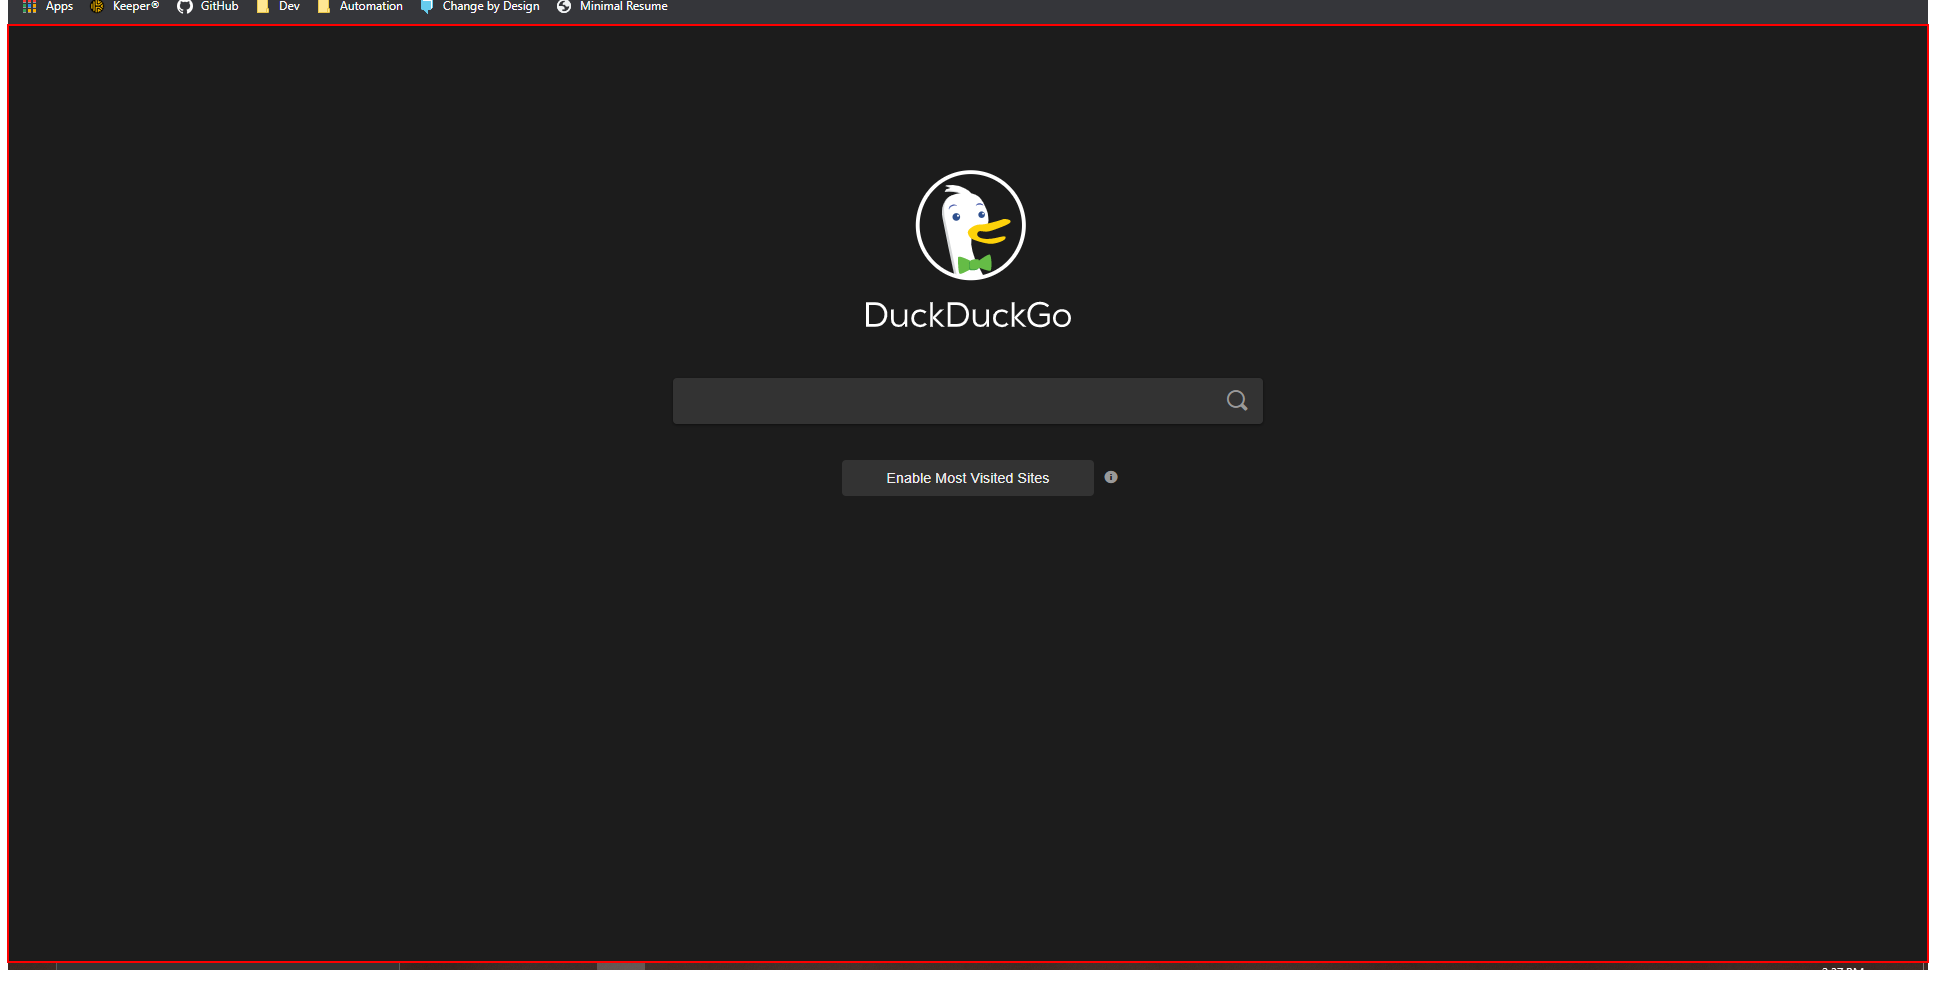 Apps Keeper® GitHub Dev Automation Change by Design Minimal Resume
DuckDuckGo
Enable Most Visited Sites